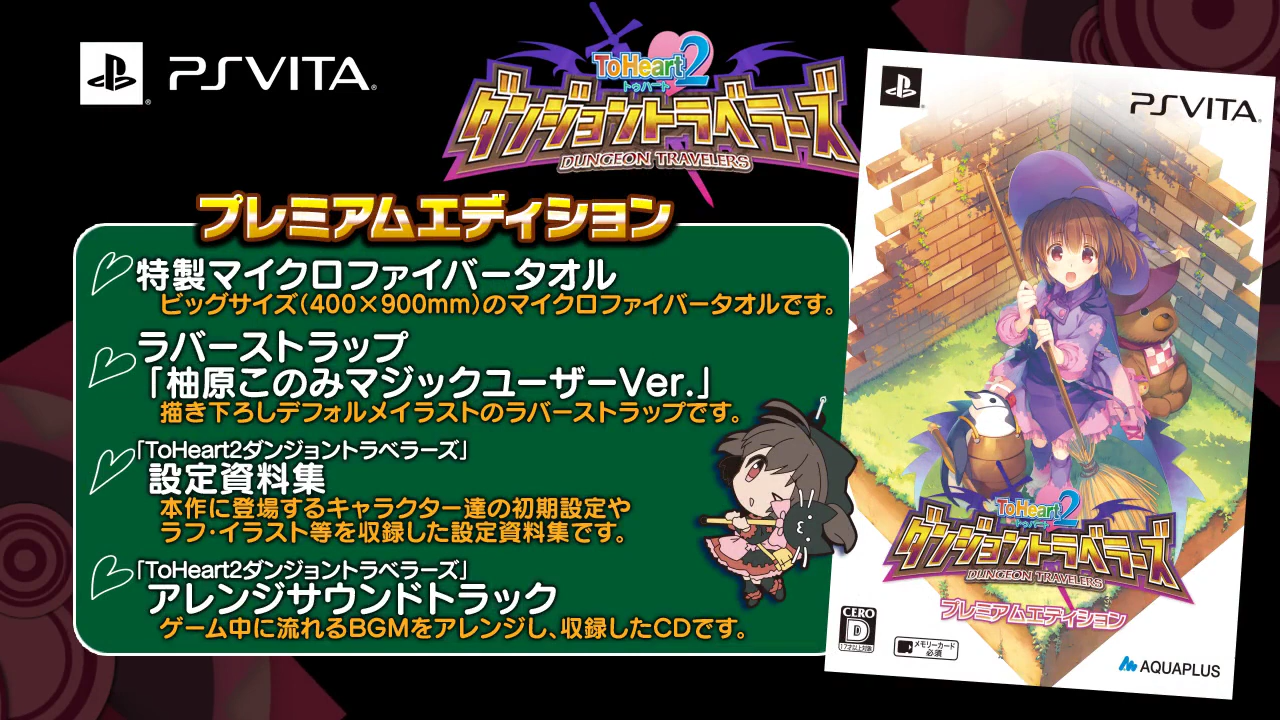 PSVITA
ToHeart2
トゥハート
ダンジョントラベラーズ
DUNGEON TRAVELERS
プレミアムエディション
特製マイクロファイバータオル
ビッグサイズ(400×900mm)のマイクロファイバータオルです。
ラバーストラップ
「柚原このみマジックユーザーVer.」
描き下ろしデフォルメイラストのラバーストラップです。
「ToHeart2ダンジョントラベラーズ」
設定資料集
本作に登場するキャラクター達の初期設定や
ラフ・イラスト等を収録した設定資料集です。
「ToHeart2ダンジョントラベラーズ」
アレンジサウンドトラック
ゲーム中に流れるBGMをアレンジし、収録したCDです。
PSVITA
ToHeart2
トゥハート
ダンジョントラベラーズ
DUNGEON TRAVELERS
プレミアムエディション
CERO
D
17才以上対象
メモリーカード
必須
AQUAPLUS